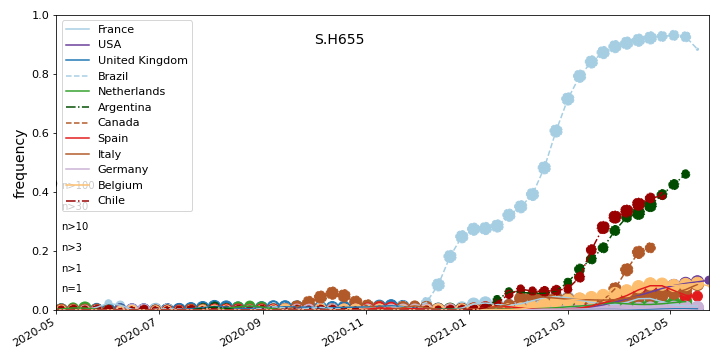 S.H655
1.0
0.8
0.6
0.4
0.2
0.0
frequency
France
USA
United Kingdom
Brazil
Netherlands
Argentina
Canada
Spain
Italy
Germany
Belgium
Chile
n>100
n>30
n>10
n>3
n>1
n=1
2020-05
2020-07
2020-09
2020-11
2021-01
2021-03
2021-05